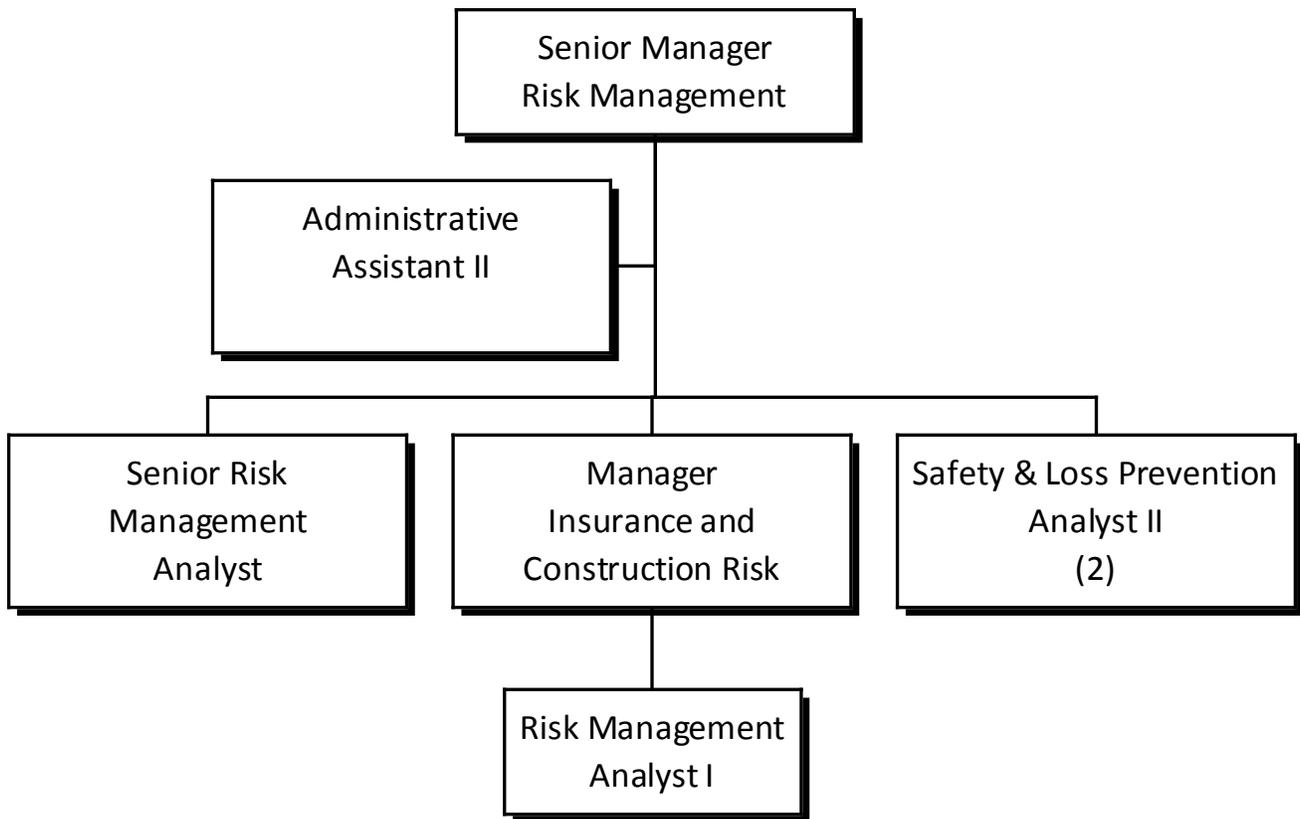 Senior Manager
Risk Management
Administrative
Assistant II
Senior Risk
Management
Analyst
Manager
Insurance and
Construction Risk
Safety & Loss Prevention
Analyst II
(2)
Risk Management
Analyst I